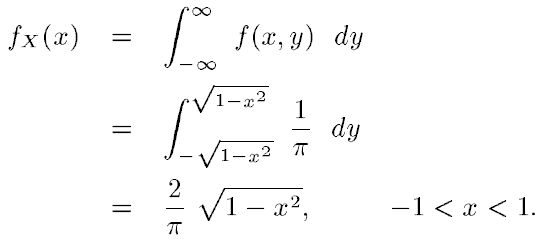 f_X(x) = ∫_{-∞}^{∞} f(x, y) dy
= ∫_{-√(1-x²)}^{√(1-x²)} 1/π dy
= 2/π √(1 − x²), −1 < x < 1.